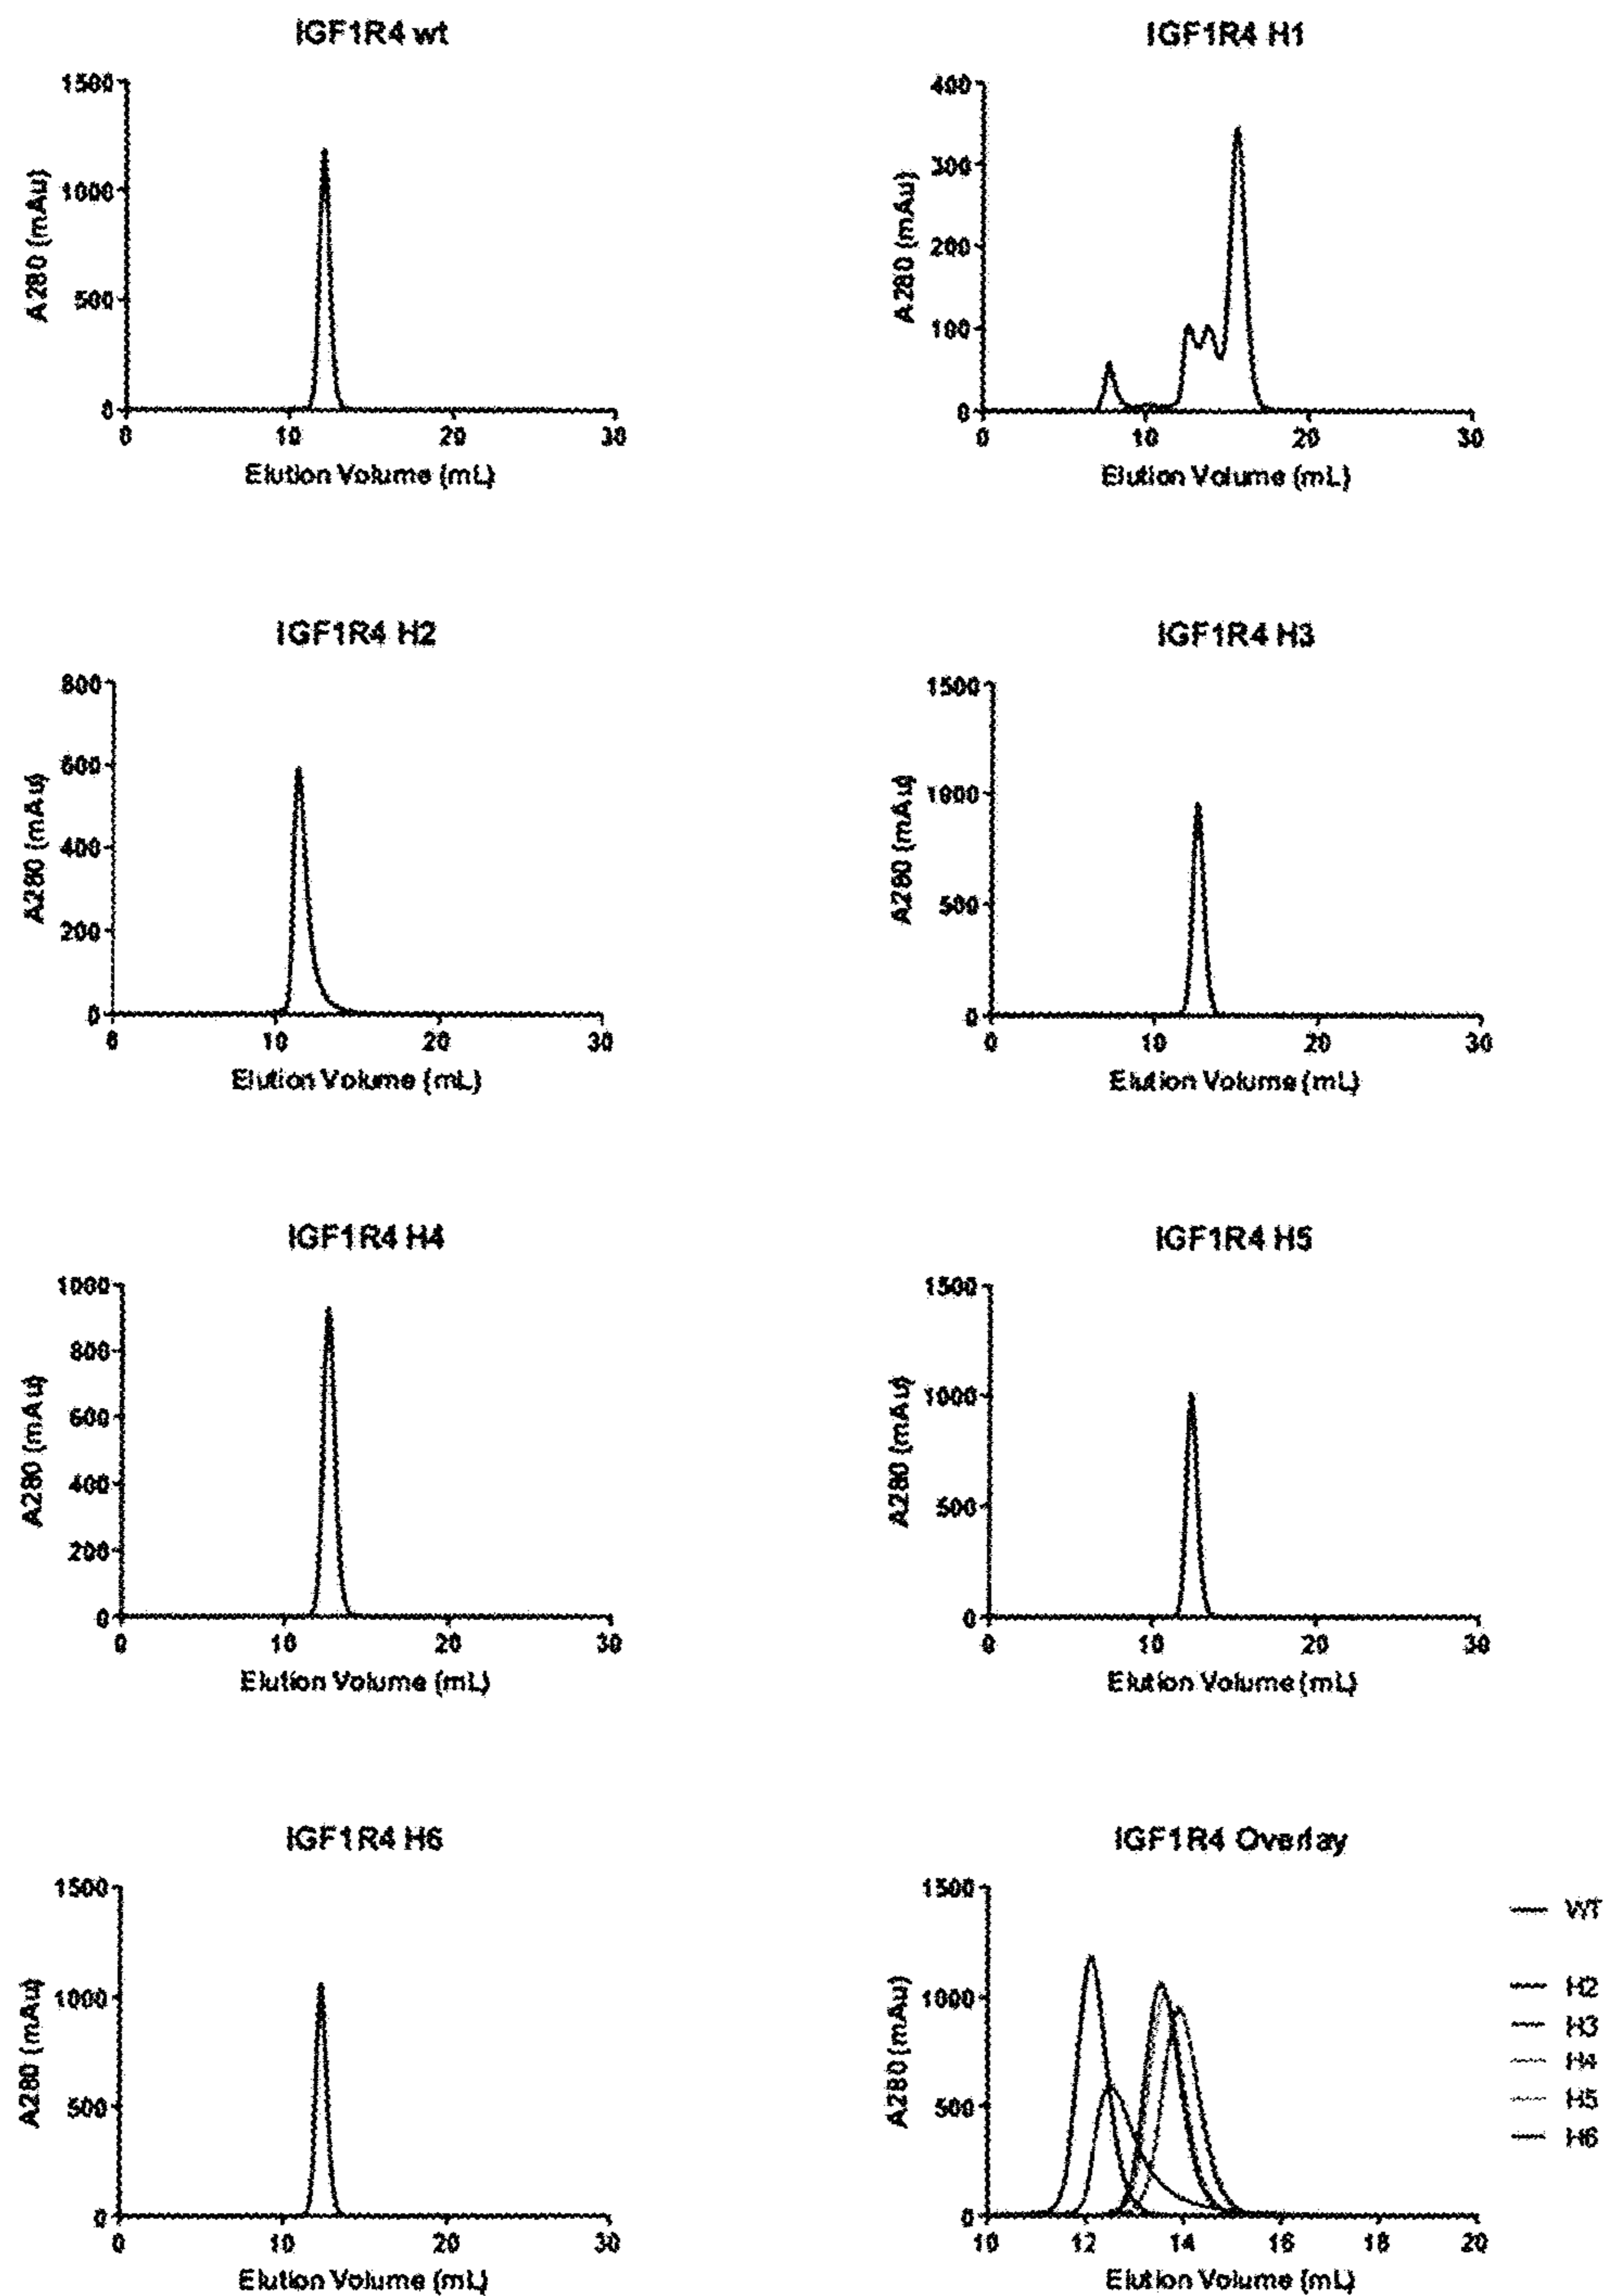 IGF1R4 wt
1500
1000
500
0
A280 (mAu)
0 10 20 30
Elution Volume (mL)
IGF1R4 H1
400
300
200
100
0
A280 (mAu)
0 10 20 30
Elution Volume (mL)
IGF1R4 H2
800
600
400
200
0
A280 (mAu)
0 10 20 30
Elution Volume (mL)
IGF1R4 H3
1500
1000
500
0
A280 (mAu)
0 10 20 30
Elution Volume (mL)
IGF1R4 H4
1000
800
600
400
200
0
A280 (mAu)
0 10 20 30
Elution Volume (mL)
IGF1R4 H5
1500
1000
500
0
A280 (mAu)
0 10 20 30
Elution Volume (mL)
IGF1R4 H6
1500
1000
500
0
A280 (mAu)
0 10 20 30
Elution Volume (mL)
IGF1R4 Overlay
1500
1000
500
0
A280 (mAu)
10 12 14 16 18 20
Elution Volume (mL)
WT
H2
H3
H4
H5
H6